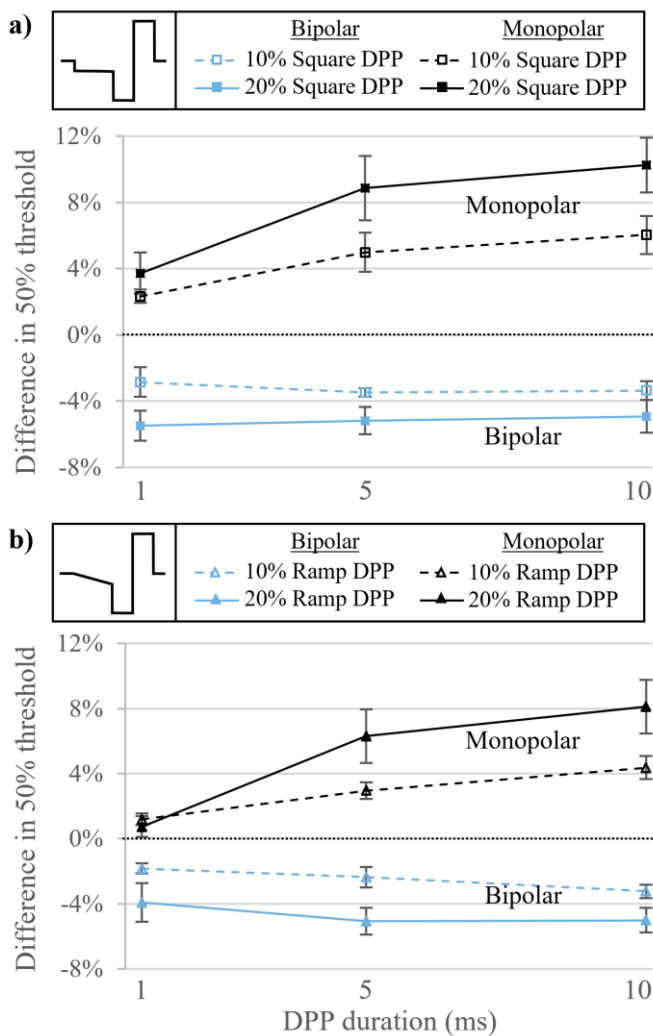 a)
Bipolar Monopolar
10% Square DPP 10% Square DPP
20% Square DPP 20% Square DPP
12%
8%
4%
0%
-4%
-8%
Difference in 50% threshold
Monopolar
Bipolar
1 5 10
b)
Bipolar Monopolar
10% Ramp DPP 10% Ramp DPP
20% Ramp DPP 20% Ramp DPP
12%
8%
4%
0%
-4%
-8%
Difference in 50% threshold
Monopolar
Bipolar
1 5 10
DPP duration (ms)